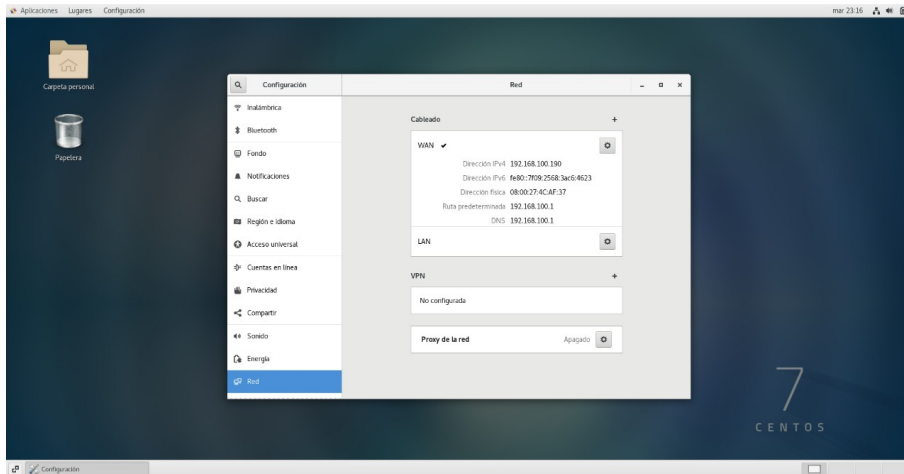 Aplicaciones Lugares Configuración
mar 23:16
Carpeta personal
Papelera
Configuración
Red
Inalámbrica
Bluetooth
Fondo
Notificaciones
Buscar
Región e idioma
Acceso universal
Cuentas en línea
Privacidad
Compartir
Sonido
Energía
Red
Cableado
WAN
Dirección IPv4 192.168.100.190
Dirección IPv6 fe80::7f09:2568:3ac6:4623
Dirección física 08:00:27:4C:AF:37
Ruta predeterminada 192.168.100.1
DNS 192.168.100.1
LAN
VPN
No configurada
Proxy de la red Apagado
7
CENTOS
Configuración